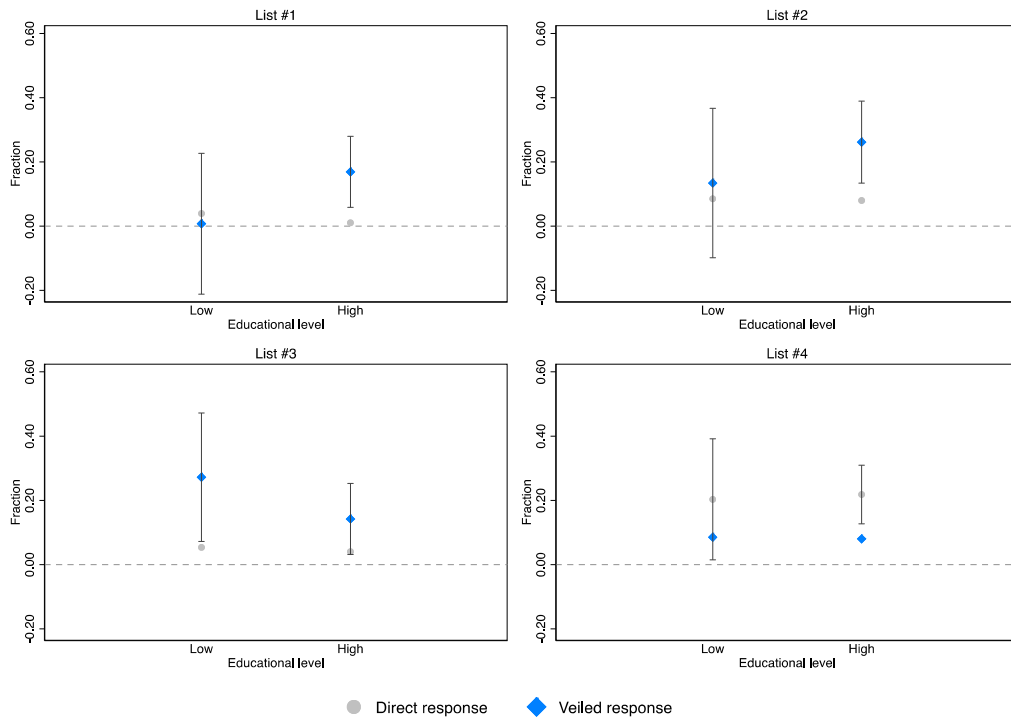 List #1
0.60
0.40
0.20
0.00
-0.20
Fraction
Low
High
Educational level
List #2
0.60
0.40
0.20
0.00
-0.20
Fraction
Low
High
Educational level
List #3
0.60
0.40
0.20
0.00
-0.20
Fraction
Low
High
Educational level
List #4
0.60
0.40
0.20
0.00
-0.20
Fraction
Low
High
Educational level
Direct response
Veiled response